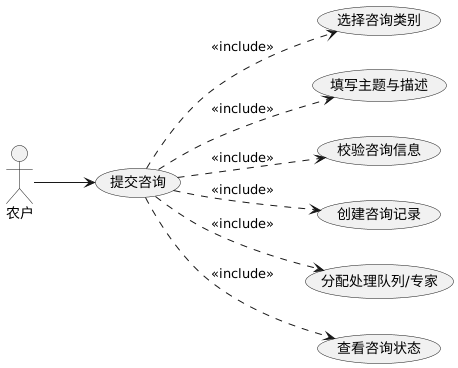 选择咨询类别
«include»
填写主题与描述
«include»
校验咨询信息
«include»
农户
提交咨询
«include»
创建咨询记录
«include»
分配处理队列/专家
«include»
查看咨询状态